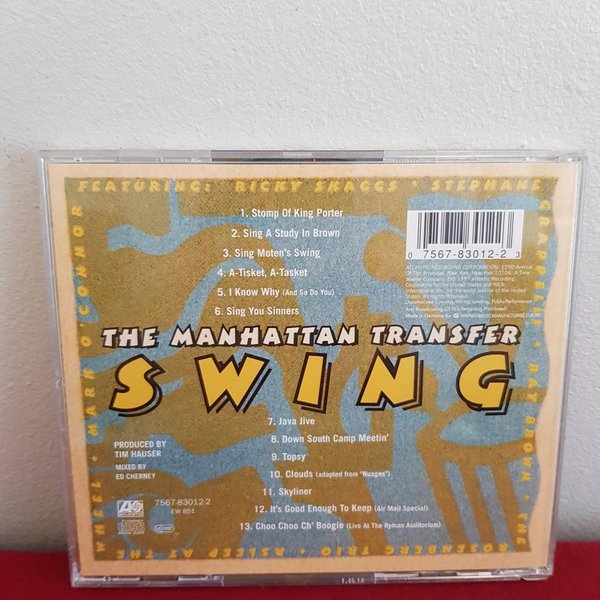 FEATURING: RICKY SKAGGS • STEPHANE
GRAPPELLI • RAY BROWN • THE
ROSENBERG TRIO • ASLEEP AT THE
WHEEL • MARK O'CONNOR
1. Stomp Of King Porter
2. Sing A Study In Brown
3. Sing Moten's Swing
4. A-Tisket, A-Tasket
5. I Know Why (And So Do You)
6. Sing You Sinners
0 7567-83012-2 3
THE MANHATTAN TRANSFER
SWING
7. Java Jive
8. Down South Camp Meetin'
9. Topsy
10. Clouds (adapted from "Nuages")
11. Skyliner
12. It's Good Enough To Keep (Air Mail Special)
13. Choo Choo Ch' Boogie (Live At The Ryman Auditorium)
PRODUCED BY
TIM HAUSER
MIXED BY
ED CHERNEY
7567-83012-2
EW 851